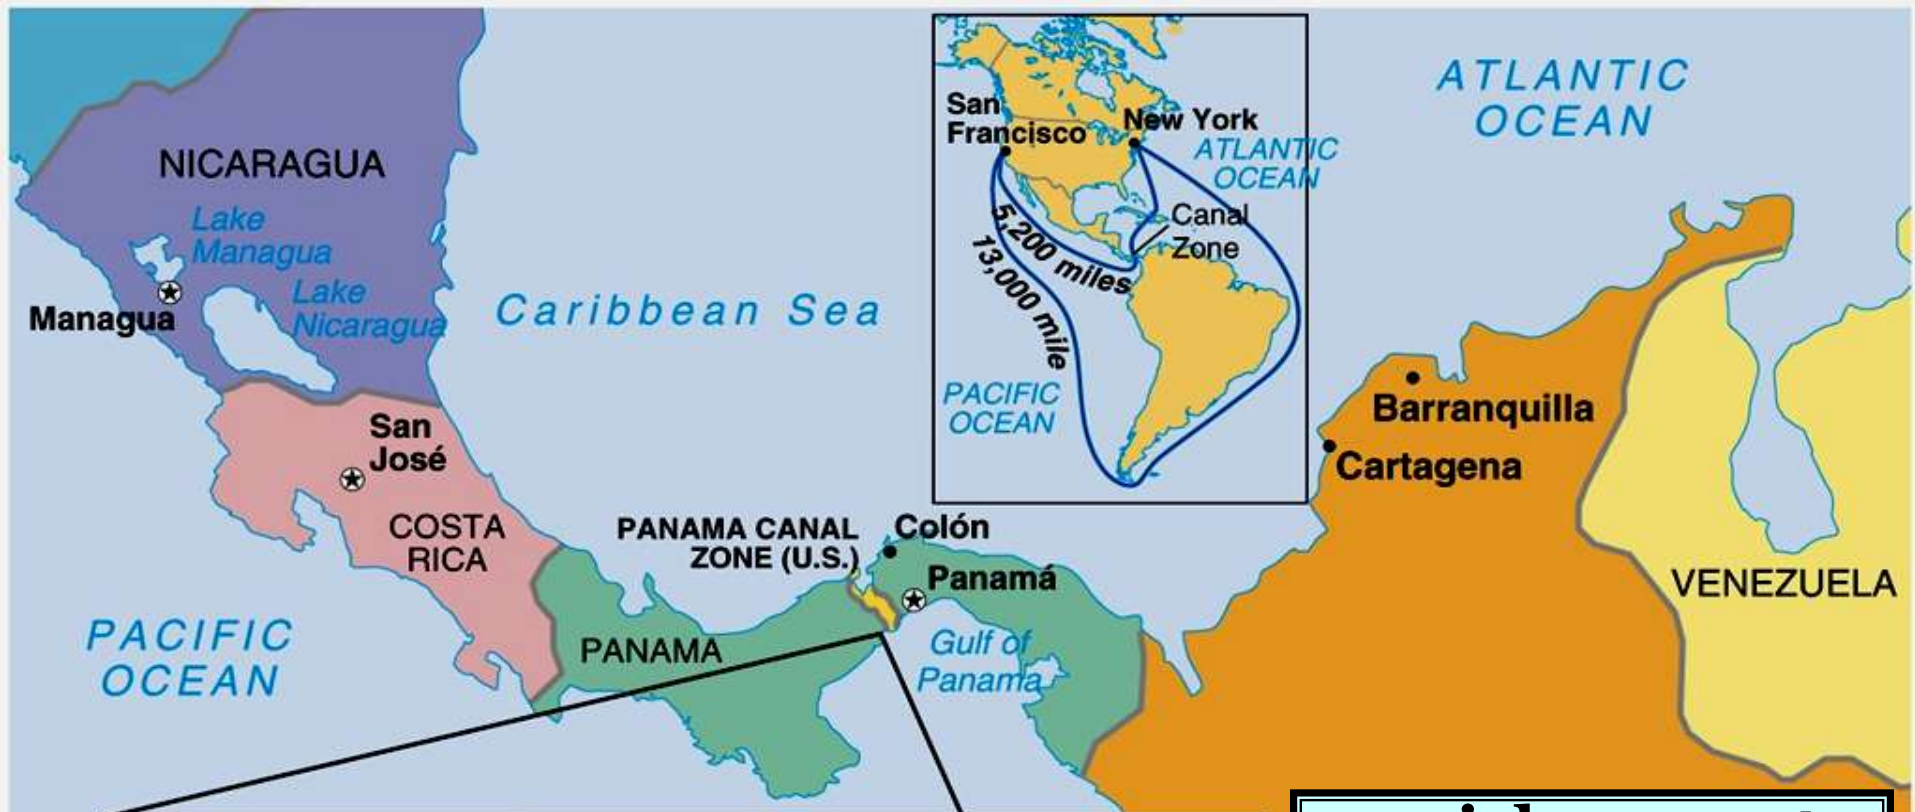 NICARAGUA
Lake
Managua
Managua
Lake
Nicaragua
Caribbean Sea
San
José
COSTA
RICA
PACIFIC
OCEAN
PANAMA CANAL
ZONE (U.S.)
Colón
Panamá
PANAMA
Gulf of
Panama
San
Francisco
New York
ATLANTIC
OCEAN
Canal
Zone
5,200 miles
13,000 mile
PACIFIC
OCEAN
ATLANTIC
OCEAN
Barranquilla
Cartagena
VENEZUELA